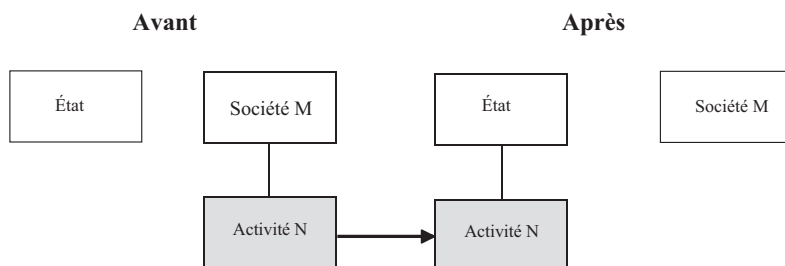 Avant
Après
État
Société M
État
Société M
Activité N
Activité N